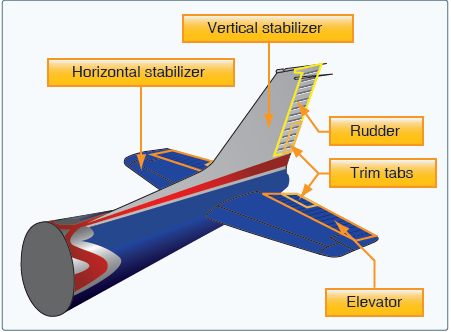 Vertical stabilizer
Horizontal stabilizer
Rudder
Trim tabs
Elevator